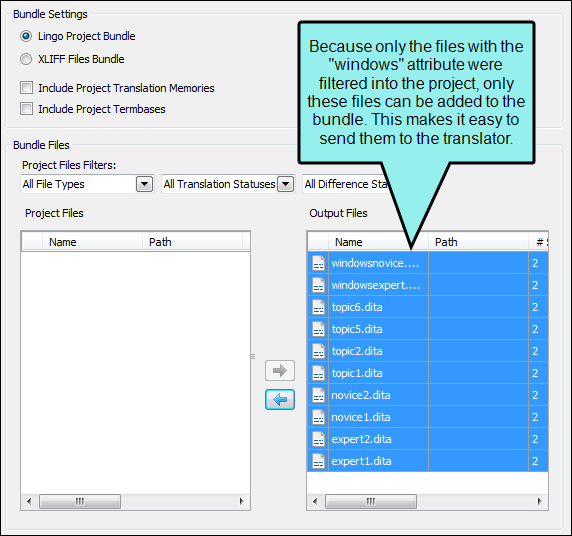 Bundle Settings
Lingo Project Bundle
XLIFF Files Bundle
Include Project Translation Memories
Include Project Termbases
Because only the files with the
"windows" attribute were
filtered into the project, only
these files can be added to the
bundle. This makes it easy to
send them to the translator.
Bundle Files
Project Files Filters:
All File Types All Translation Statuses All Difference Sta
Project Files
Name Path
Output Files
Name Path # S
windowsnovice.... 2
windowsexpert.... 2
topic6.dita 2
topic5.dita 2
topic2.dita 2
topic1.dita 2
novice2.dita 2
novice1.dita 2
expert2.dita 2
expert1.dita 2